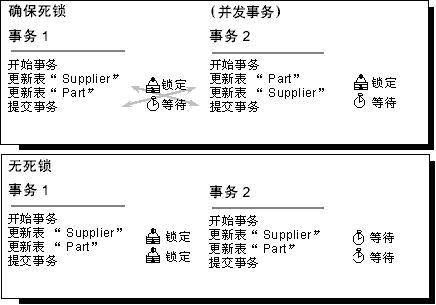 确保死锁 (并发事务)
事务 1 事务 2
开始事务 开始事务
更新表“ Supplier” 锁定 更新表“ Part” 锁定
更新表“ Part” 等待 更新表“ Supplier” 等待
提交事务 提交事务
无死锁
事务 1 事务 2
开始事务 开始事务
更新表“ Supplier” 锁定 更新表“ Supplier” 等待
更新表“ Part” 锁定 更新表“ Part” 等待
提交事务 提交事务